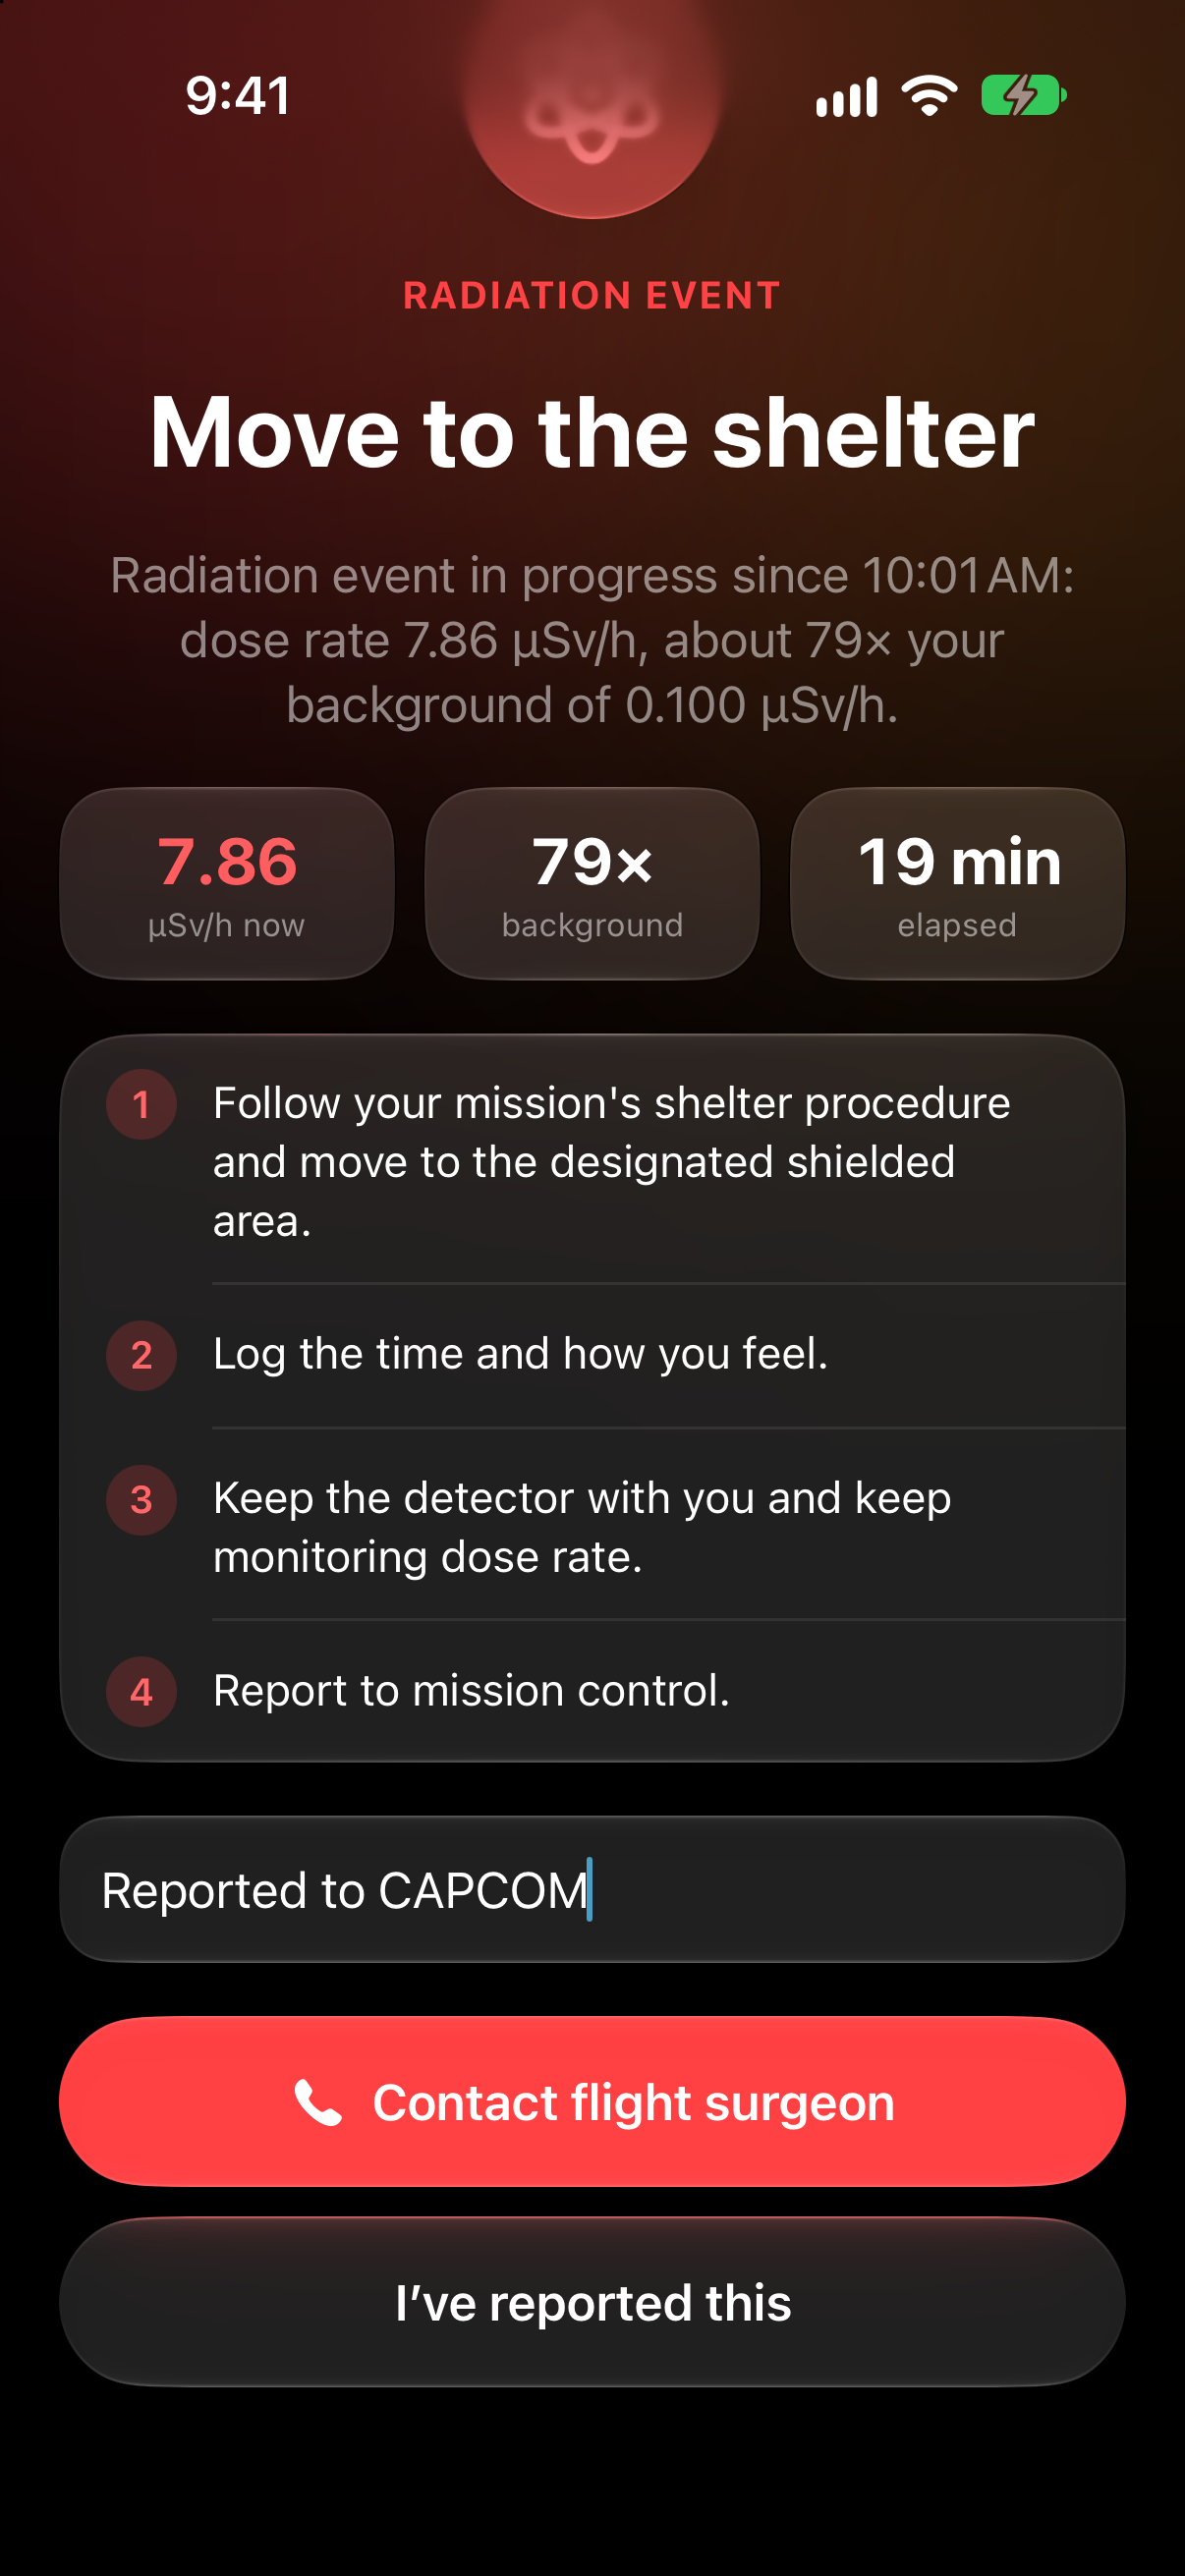 9:41
RADIATION EVENT
Move to the shelter
Radiation event in progress since 10:01 AM:
dose rate 7.86 µSv/h, about 79× your
background of 0.100 µSv/h.
7.86
µSv/h now
79×
background
19 min
elapsed
1
Follow your mission's shelter procedure
and move to the designated shielded
area.
2
Log the time and how you feel.
3
Keep the detector with you and keep
monitoring dose rate.
4
Report to mission control.
Reported to CAPCOM
Contact flight surgeon
I’ve reported this